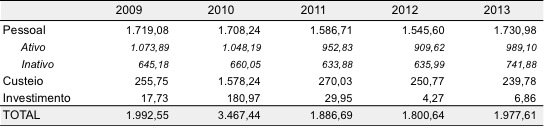 2009 2010 2011 2012 2013
Pessoal 1.719,08 1.708,24 1.586,71 1.545,60 1.730,98
Ativo 1.073,89 1.048,19 952,83 909,62 989,10
Inativo 645,18 660,05 633,88 635,99 741,88
Custeio 255,75 1.578,24 270,03 250,77 239,78
Investimento 17,73 180,97 29,95 4,27 6,86
TOTAL 1.992,55 3.467,44 1.886,69 1.800,64 1.977,61